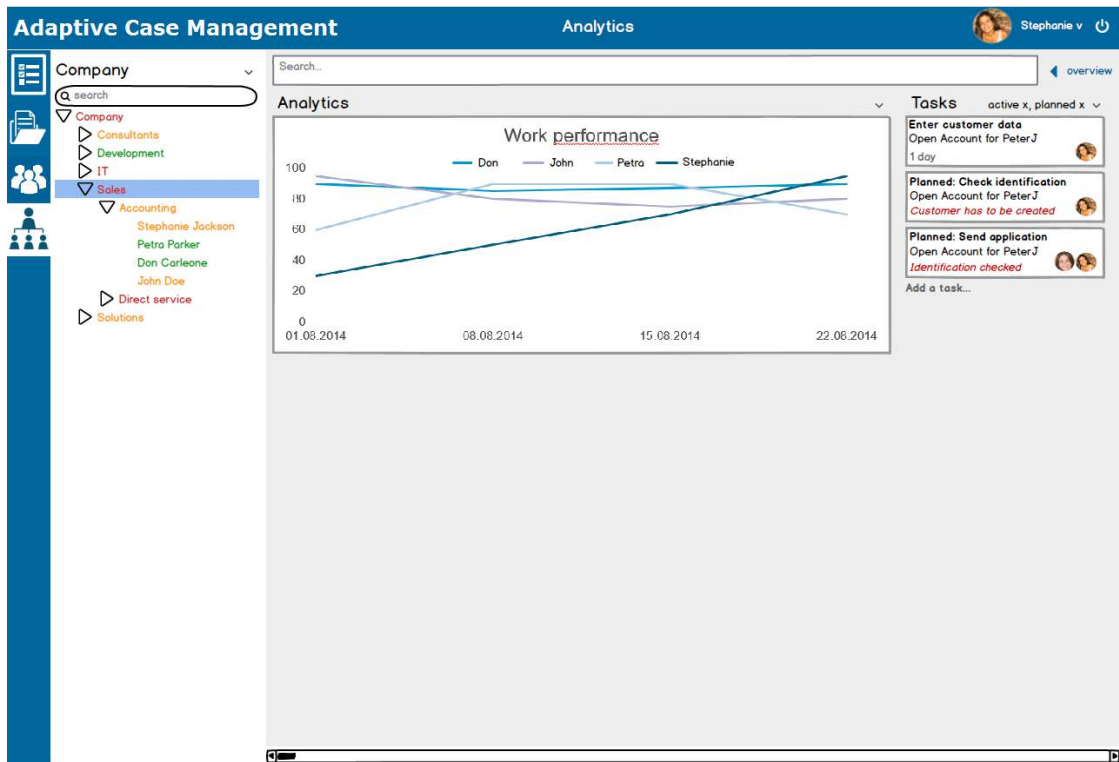 Adaptive Case Management
Analytics
Stephanie v
Company
search
Company
Consultants
Development
IT
Sales
Accounting
Stephanie Jackson
Petra Parker
Don Carleone
John Doe
Direct service
Solutions
Search...
overview
Analytics
Work performance
Don John Petra Stephanie
100
80
60
40
20
0
01.08.2014 08.08.2014 15.08.2014 22.08.2014
Tasks active x, planned x
Enter customer data
Open Account for PeterJ
1 day
Planned: Check identification
Open Account for PeterJ
Customer has to be created
Planned: Send application
Open Account for PeterJ
Identification checked
Add a task...